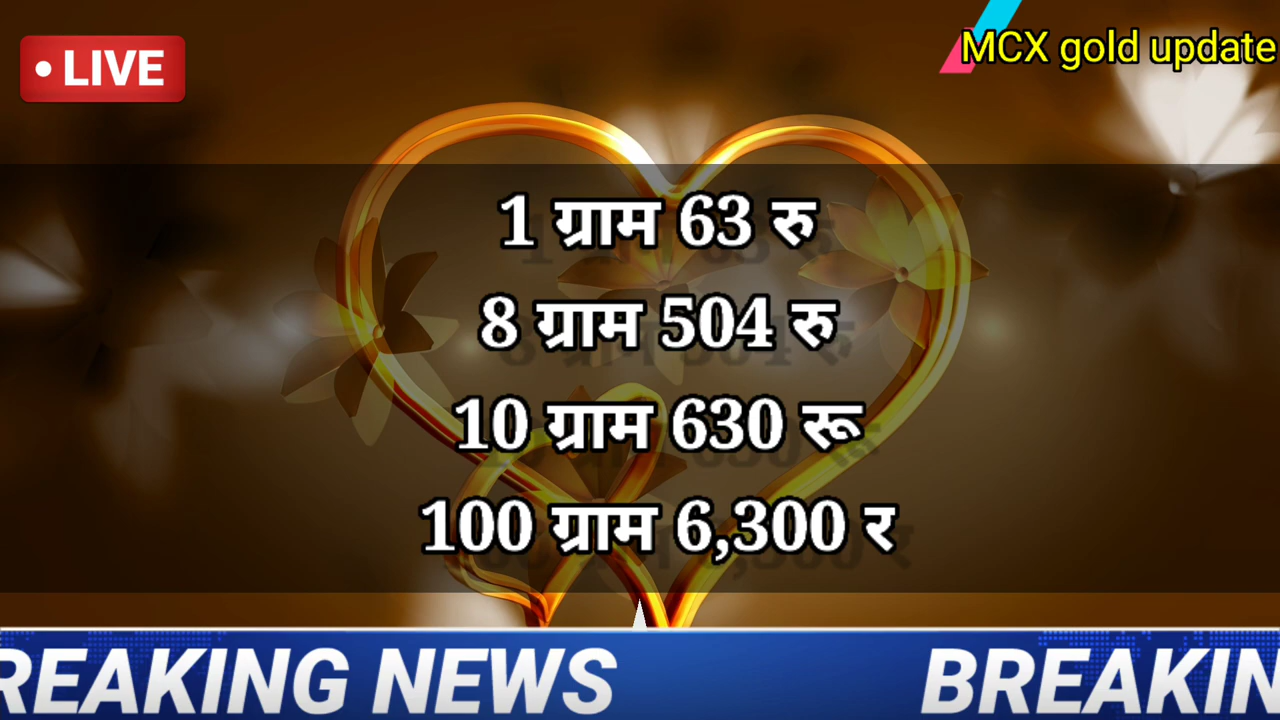 • LIVE
MCX gold update
1 ग्राम 63 रु
8 ग्राम 504 रु
10 ग्राम 630 रू
100 ग्राम 6,300 र
REAKING NEWS
BREAKIN